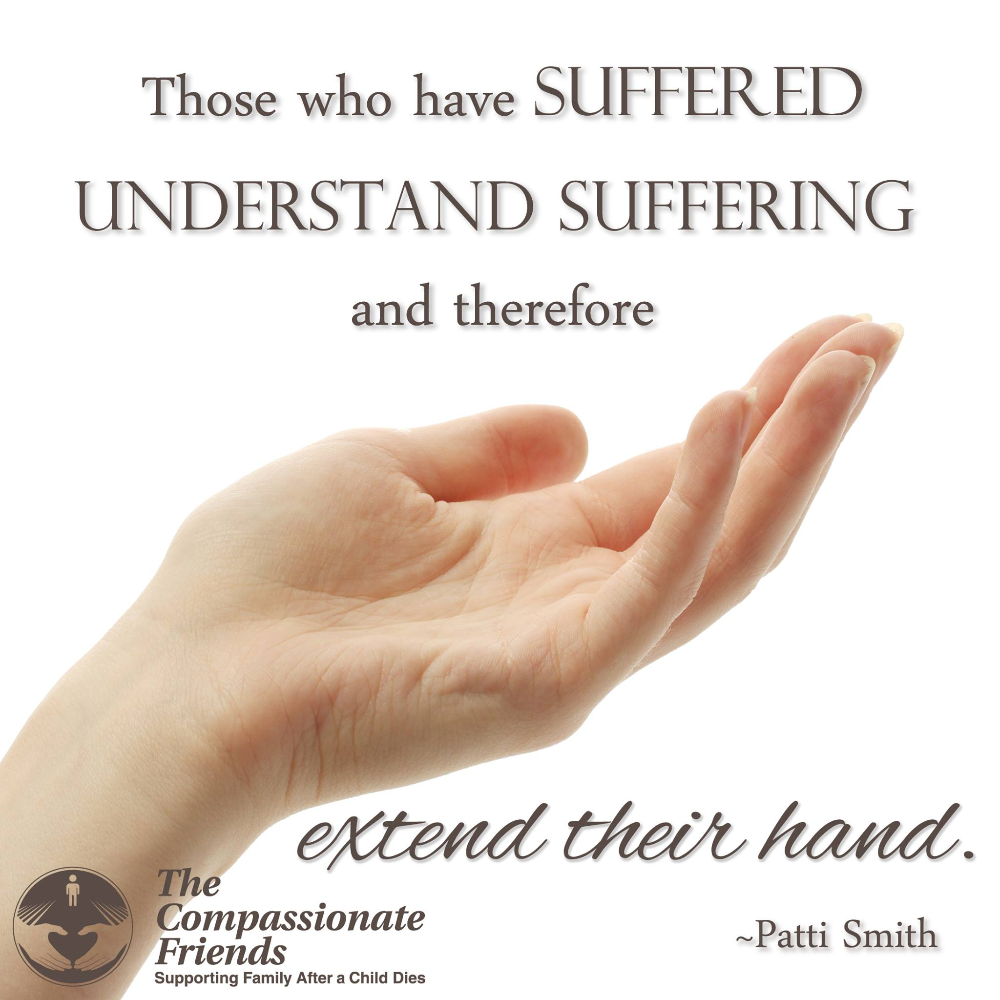 Those who have SUFFERED
UNDERSTAND SUFFERING
and therefore
extend their hand.
~Patti Smith
The
Compassionate
Friends
Supporting Family After a Child Dies